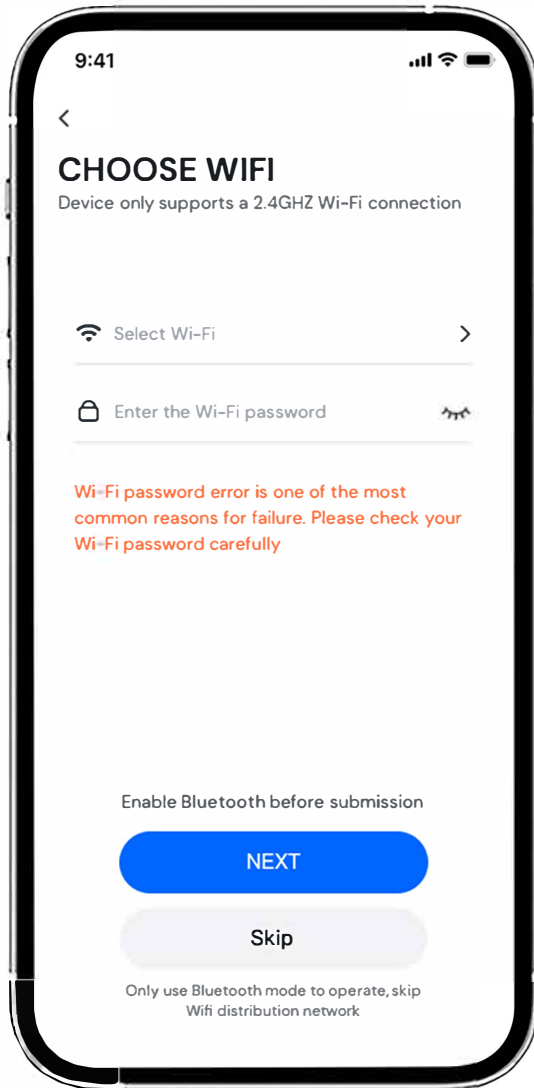 9:41
CHOOSE WIFI
Device only supports a 2.4GHZ Wi-Fi connection
Select Wi-Fi
Enter the Wi-Fi password
Wi-Fi password error is one of the most
common reasons for failure. Please check your
Wi-Fi password carefully
Enable Bluetooth before submission
NEXT
Skip
Only use Bluetooth mode to operate, skip
Wifi distribution network